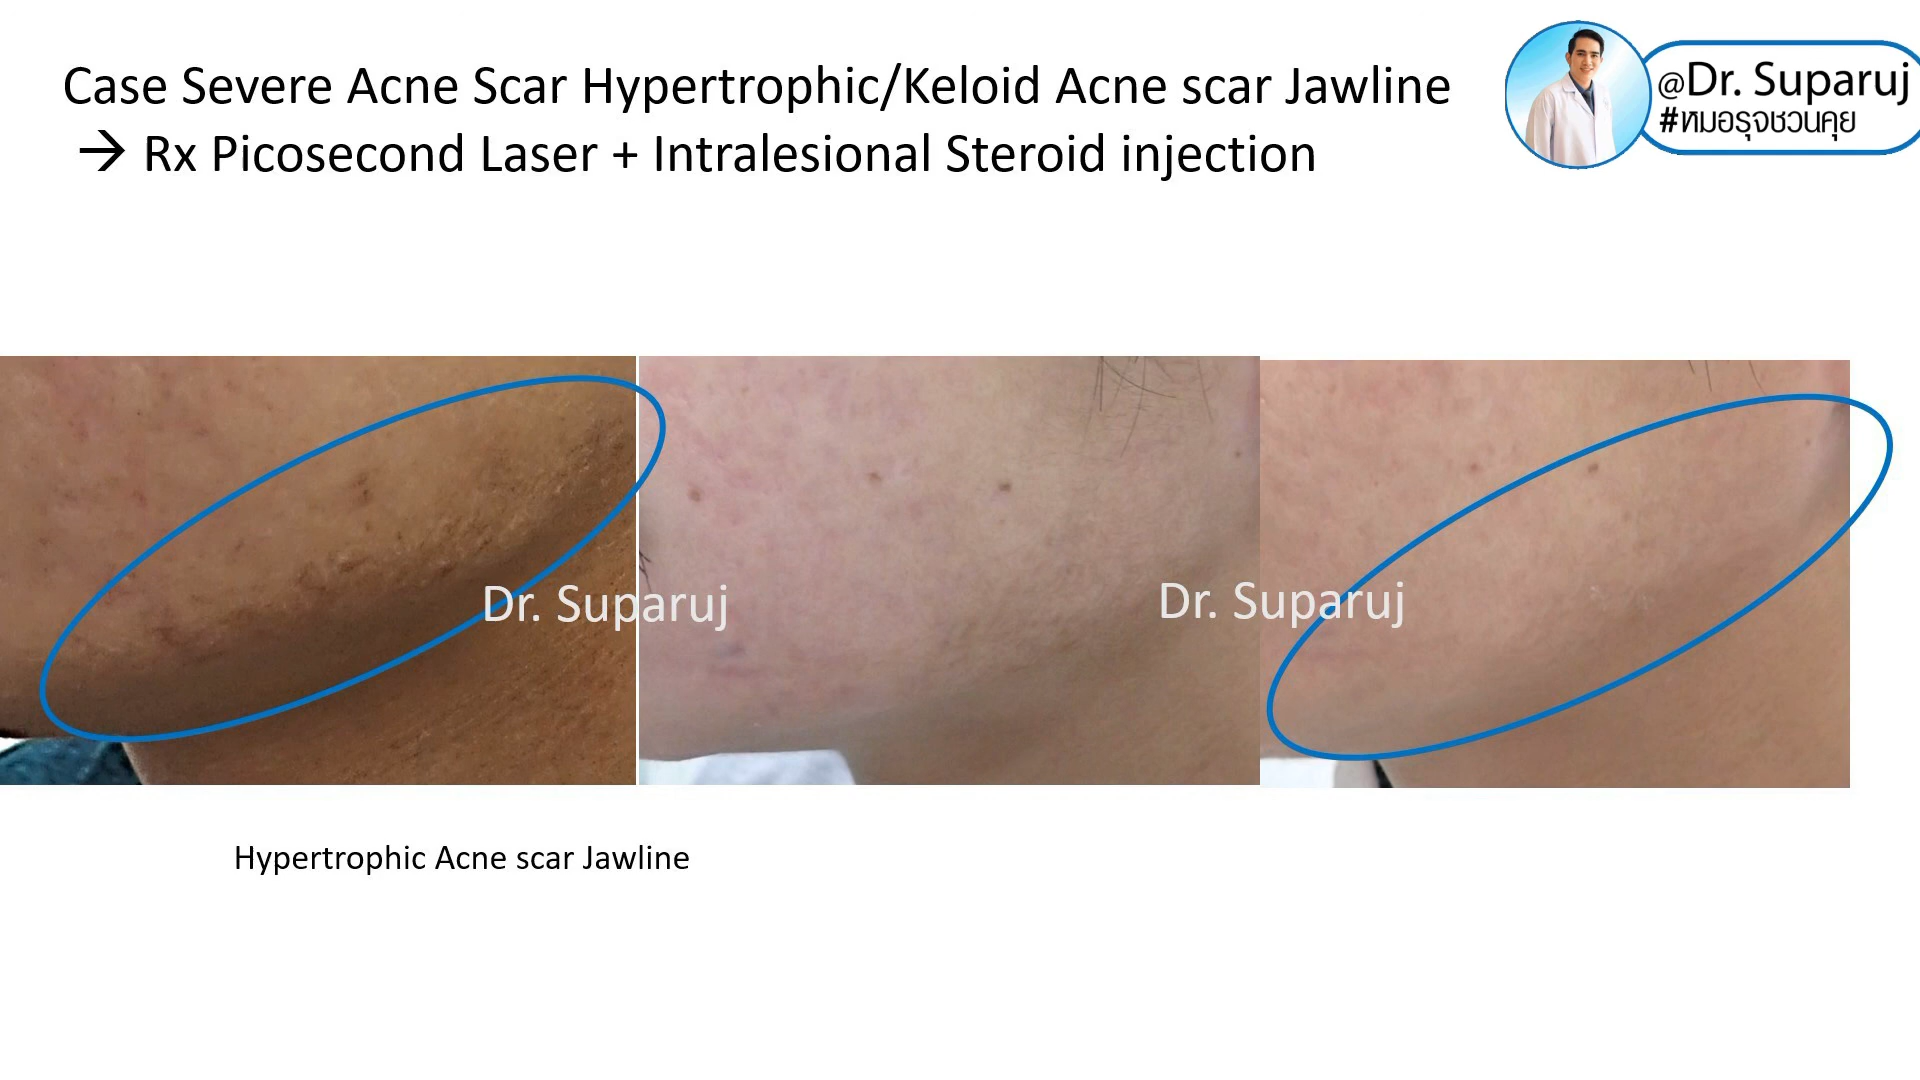 Case Severe Acne Scar Hypertrophic/Keloid Acne scar Jawline
→ Rx Picosecond Laser + Intralesional Steroid injection
@Dr. Suparuj
#หมอรุจชวนคุย
Dr. Suparuj
Dr. Suparuj
Hypertrophic Acne scar Jawline